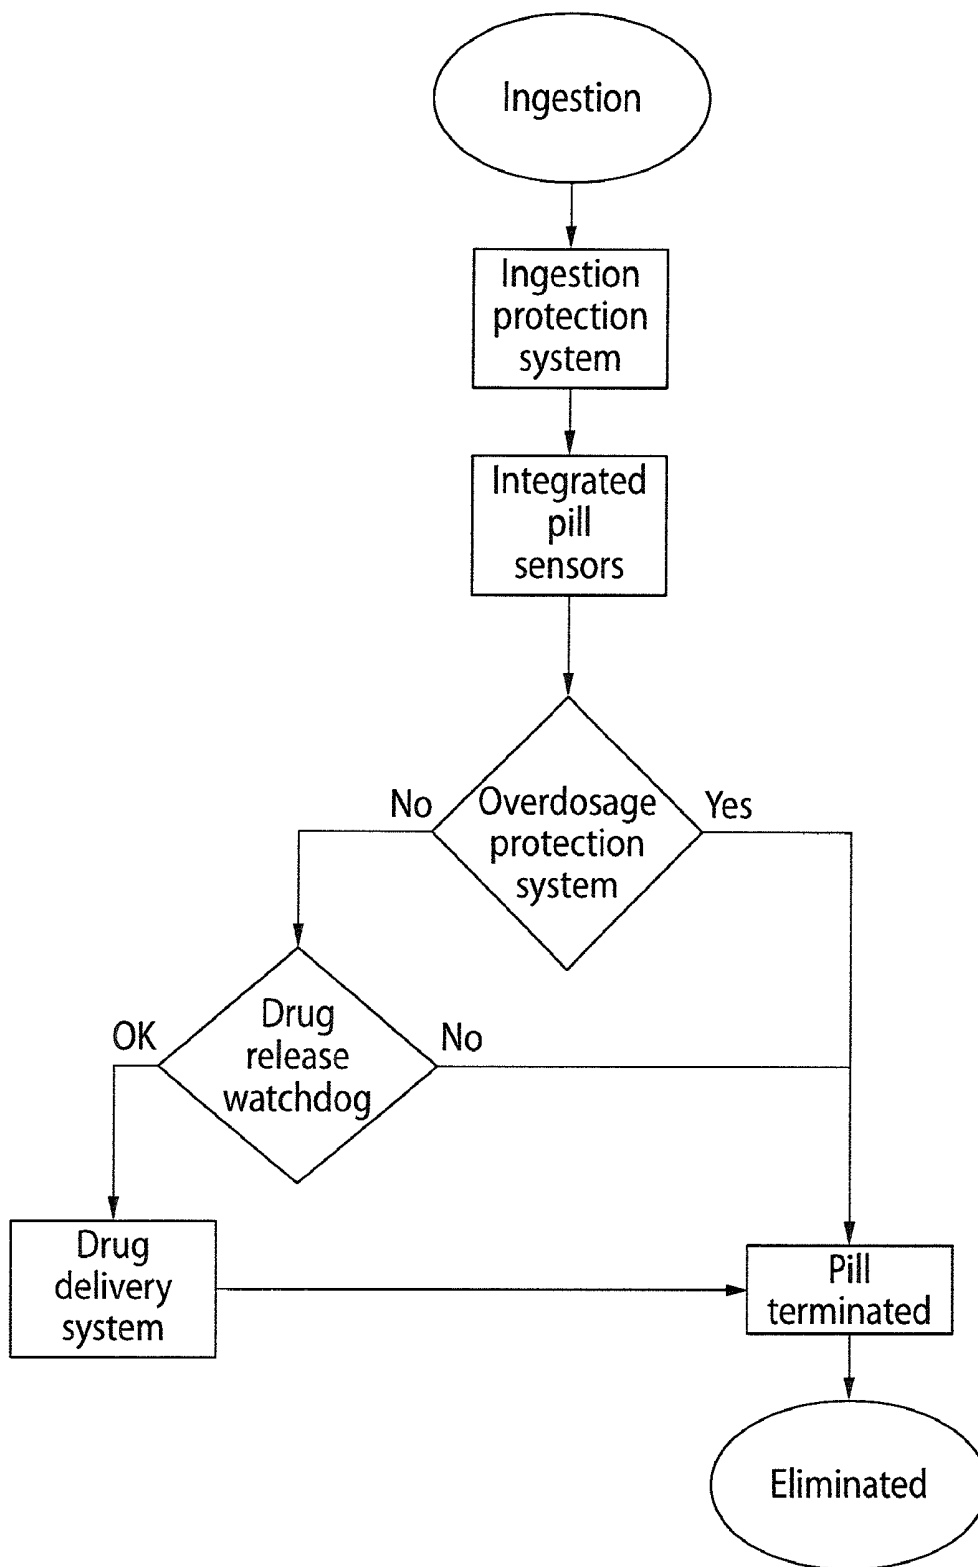 Ingestion
Ingestion
protection
system
Integrated
pill
sensors
No
Overdosage
protection
system
Yes
OK
Drug
release
watchdog
No
Drug
delivery
system
Pill
terminated
Eliminated